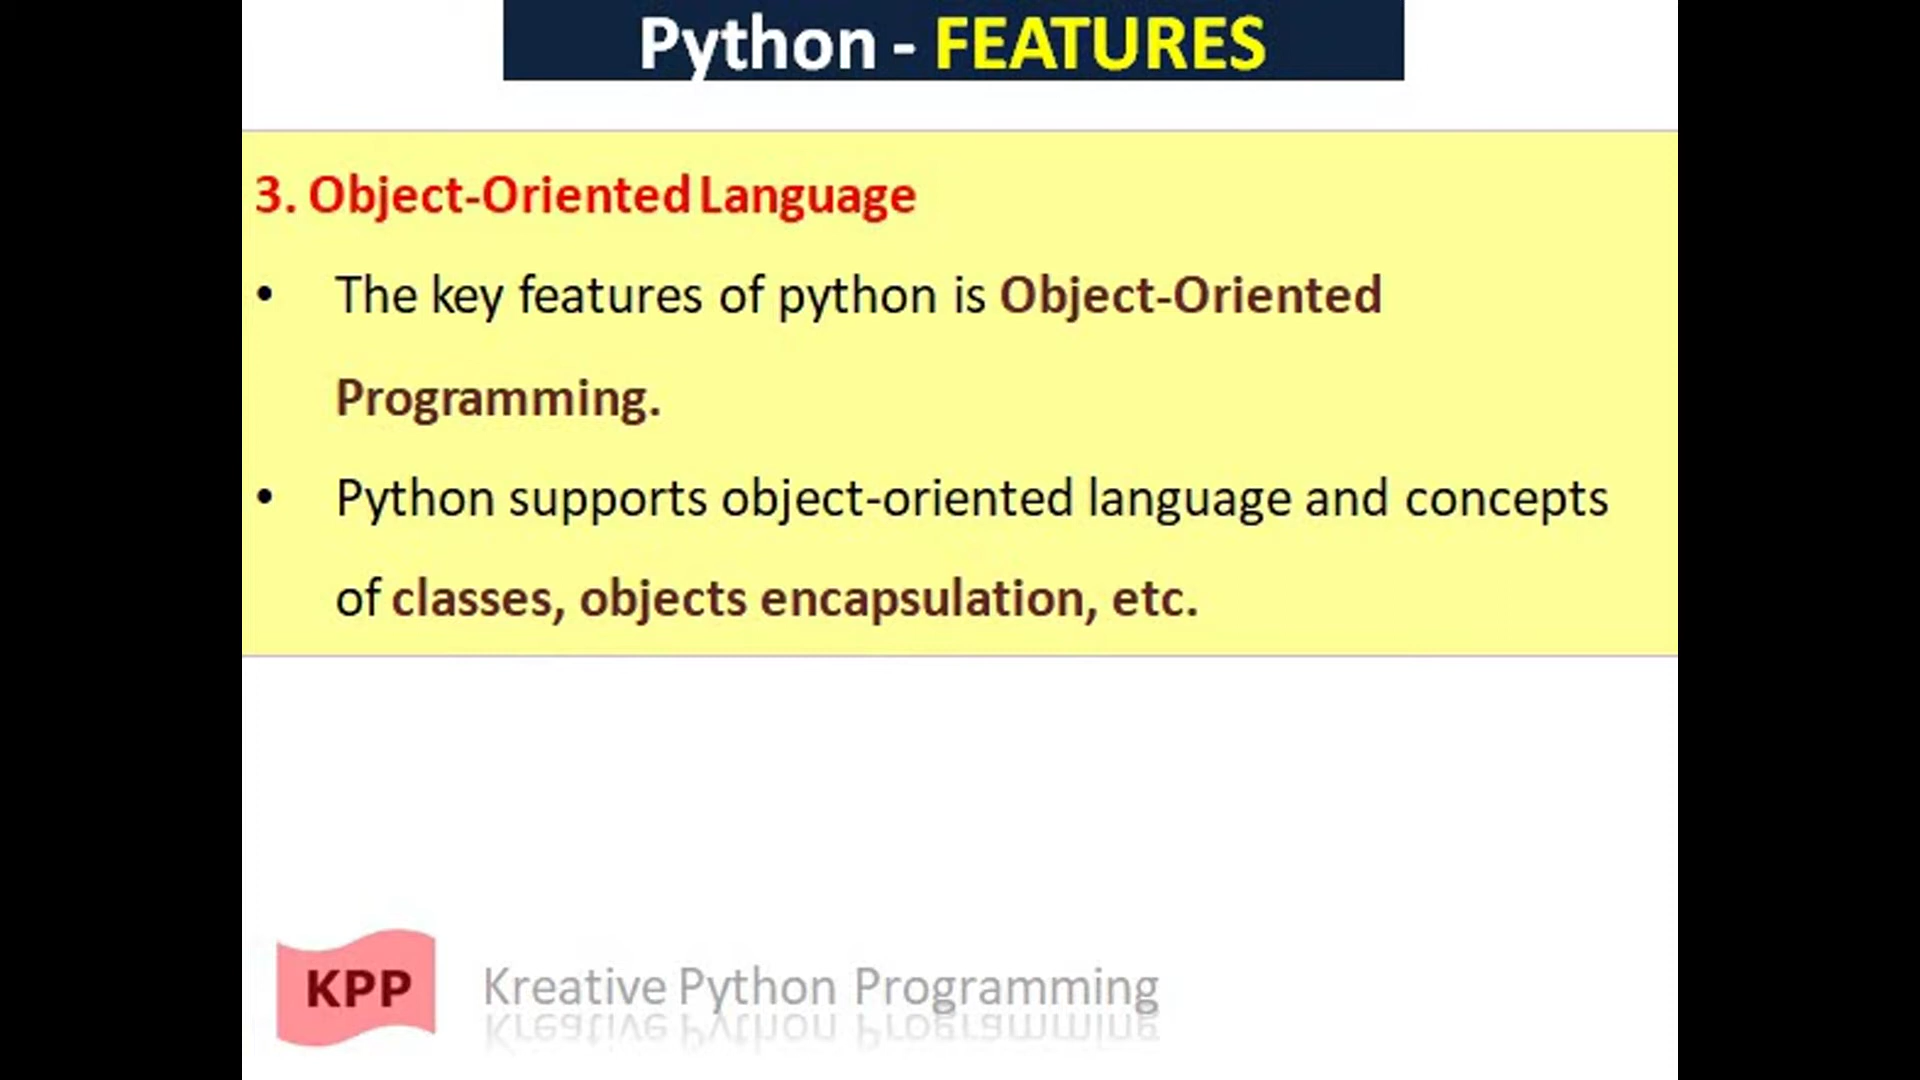 Python - FEATURES
3. Object-Oriented Language
• The key features of python is Object-Oriented
Programming.
• Python supports object-oriented language and concepts
of classes, objects encapsulation, etc.
KPP
Kreative Python Programming